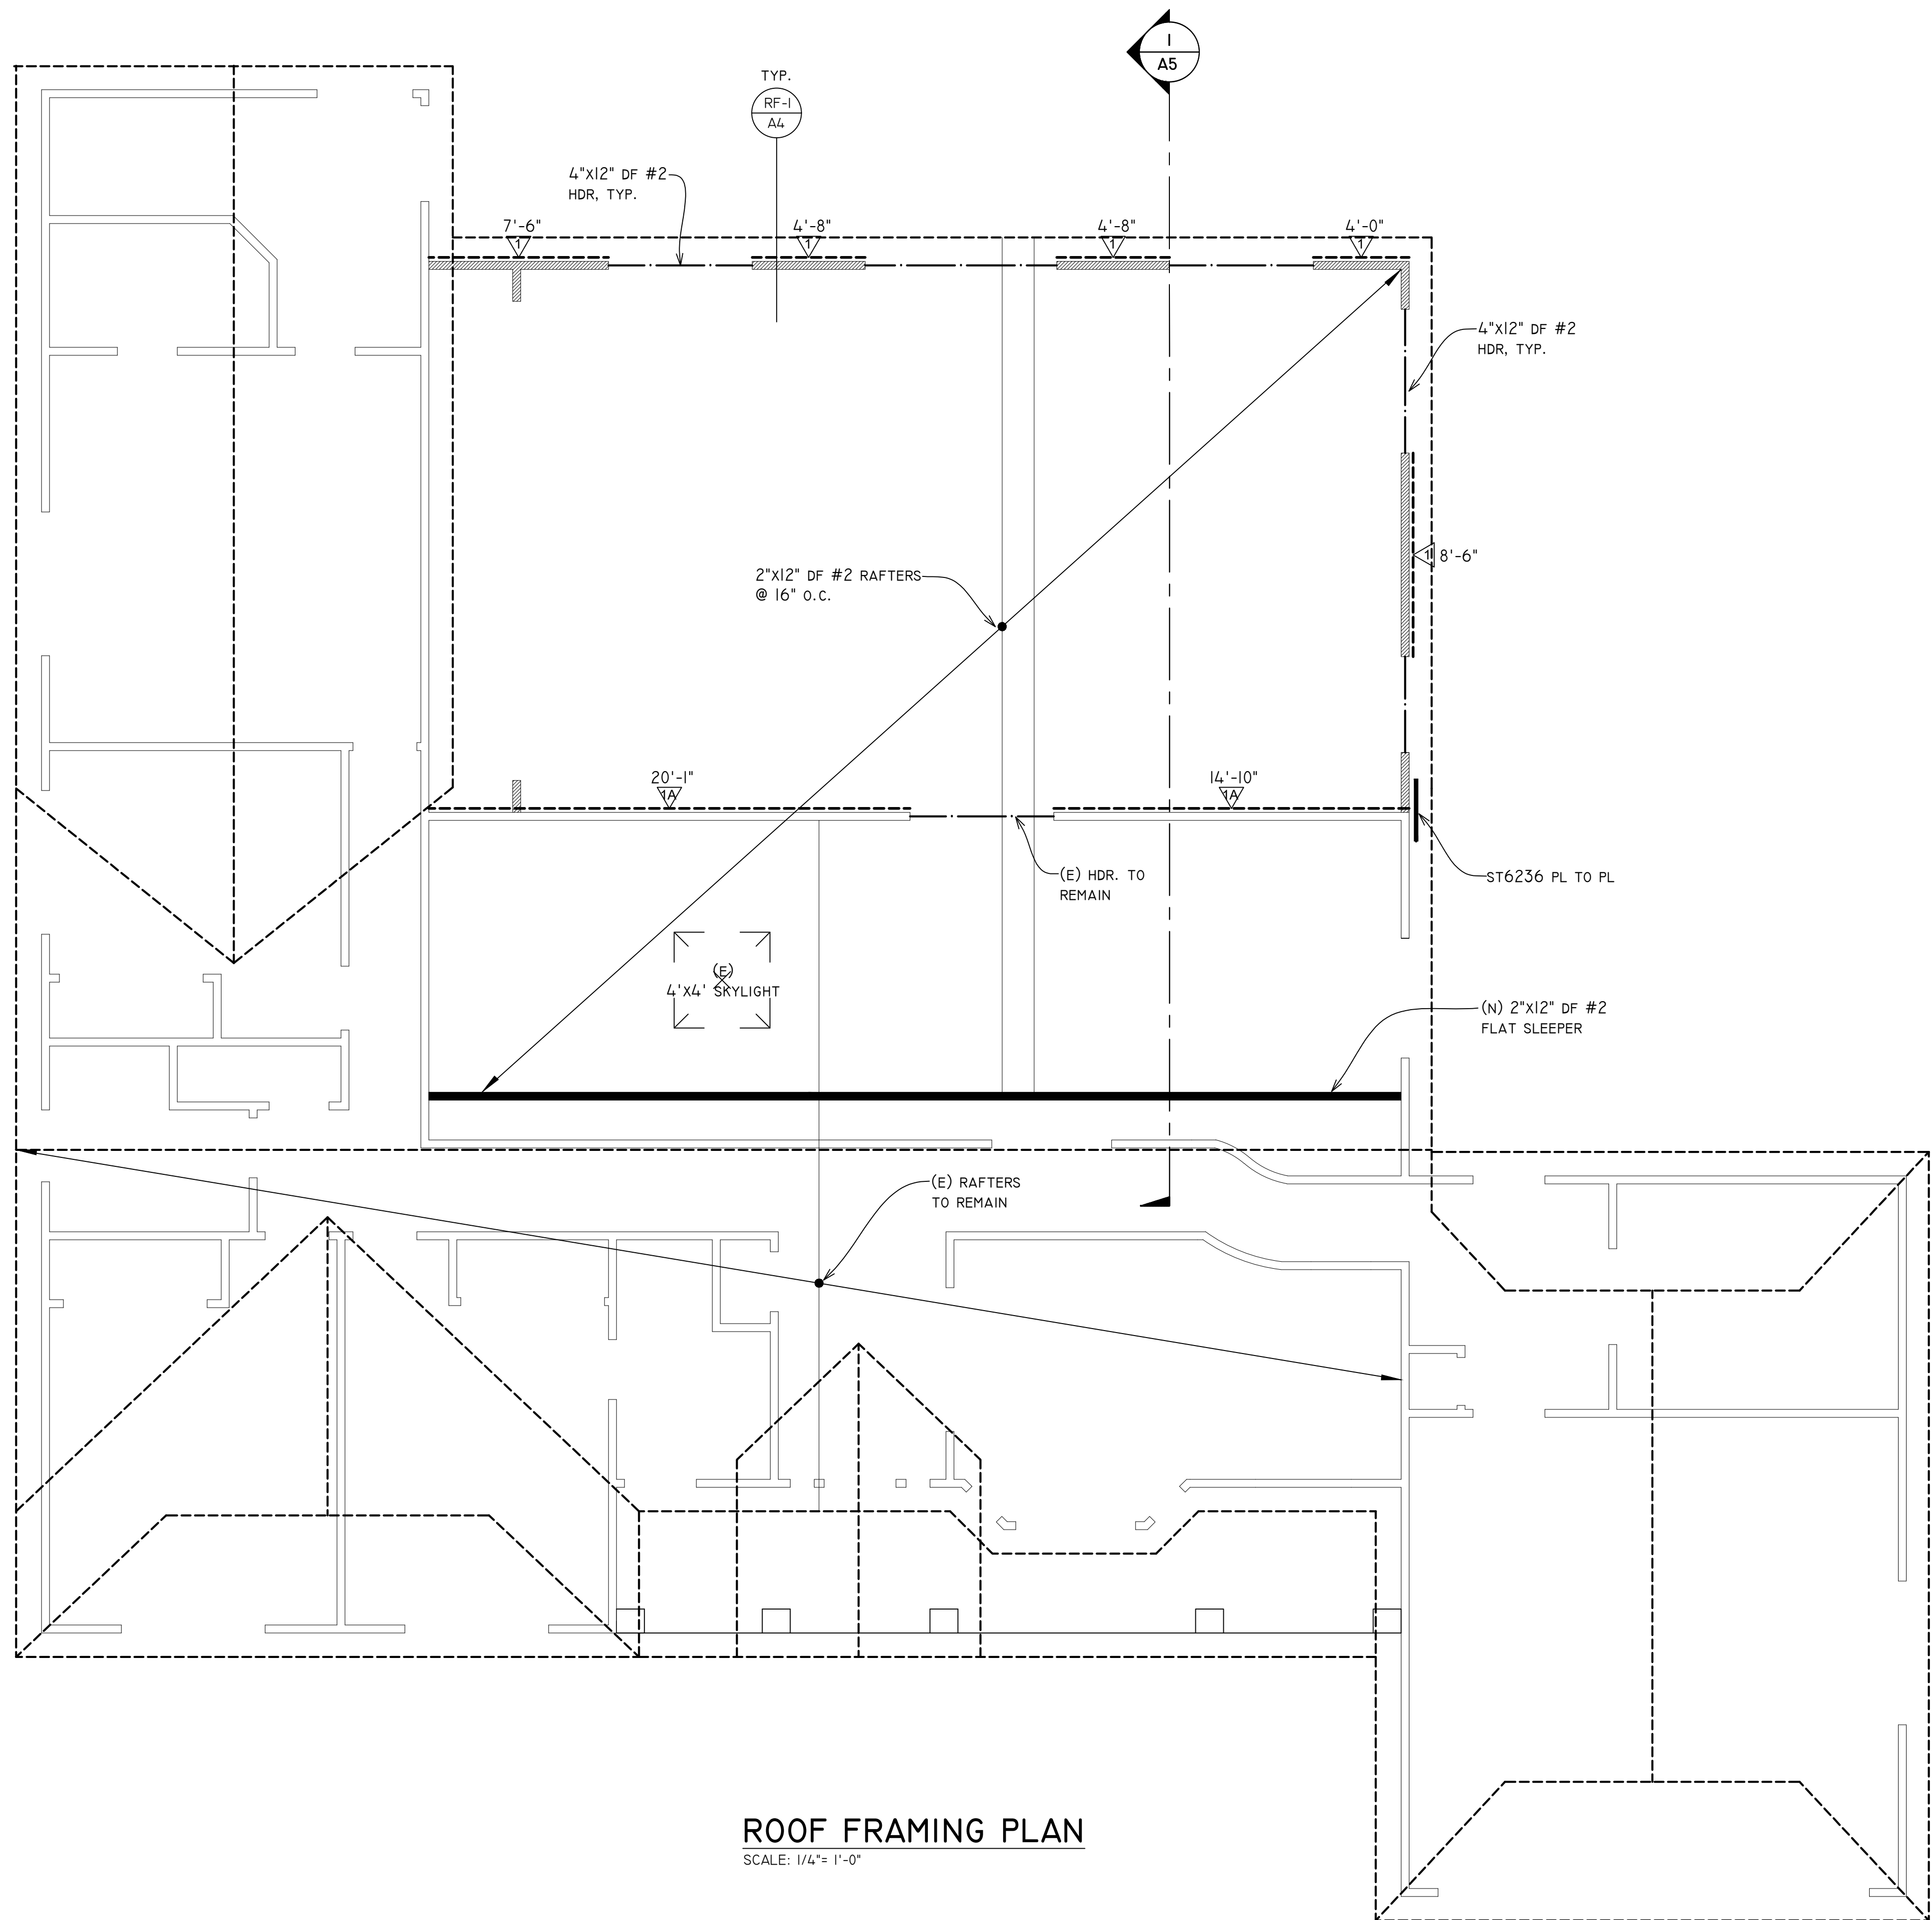 I
A5
TYP.
RF-I
A4
4"X12" DF #2
HDR, TYP.
7'-6"
1
4'-8"
1
4'-8"
1
4'-0"
1
4"X12" DF #2
HDR, TYP.
2"X12" DF #2 RAFTERS
@ 16" O.C.
1
8'-6"
20'-1"
1A
14'-10"
1A
(E) HDR. TO
REMAIN
ST6236 PL TO PL
(E)
4'X4' SKYLIGHT
(N) 2"X12" DF #2
FLAT SLEEPER
(E) RAFTERS
TO REMAIN
ROOF FRAMING PLAN
SCALE: 1/4"= 1'-0"